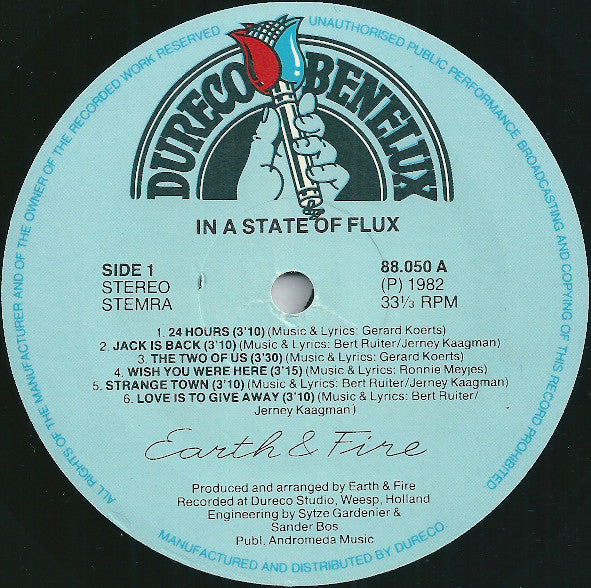 ALL RIGHTS OF THE MANUFACTURER AND OF THE OWNER OF THE RECORDED WORK RESERVED
UNAUTHORISED PUBLIC PERFORMANCE BROADCASTING AND COPYING OF THIS RECORD PROHIBITED
DURECO BENELUX
IN A STATE OF FLUX
SIDE 1
STEREO
STEMRA
88.050 A
(P) 1982
33⅓ RPM
1. 24 HOURS (3'10) (Music & Lyrics: Gerard Koerts)
2. JACK IS BACK (3'10) (Music & Lyrics: Bert Ruiter/Jerney Kaagman)
3. THE TWO OF US (3'30) (Music & Lyrics: Gerard Koerts)
4. WISH YOU WERE HERE (3'15) (Music & Lyrics: Ronnie Meyjes)
5. STRANGE TOWN (3'10) (Music & Lyrics: Bert Ruiter/Jerney Kaagman)
6. LOVE IS TO GIVE AWAY (3'10) (Music & Lyrics: Bert Ruiter/
Jerney Kaagman)
Earth & Fire
Produced and arranged by Earth & Fire
Recorded at Dureco Studio, Weesp, Holland
Engineering by Sytze Gardenier &
Sander Bos
Publ. Andromeda Music
MANUFACTURED AND DISTRIBUTED BY DURECO